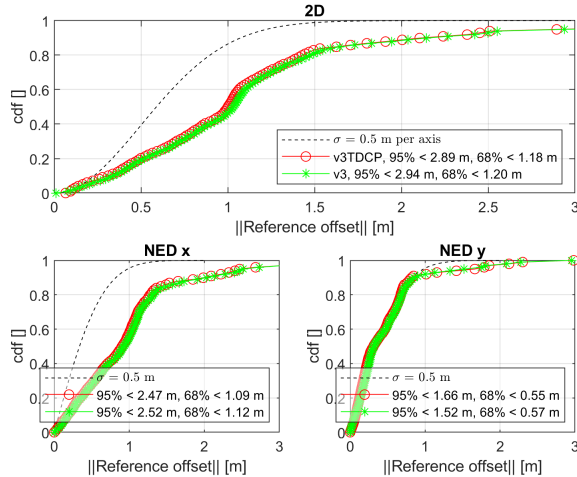 2D
1
0.8
0.6
0.4
0.2
0
cdf []
σ = 0.5 m per axis
v3TDCP, 95% < 2.89 m, 68% < 1.18 m
v3, 95% < 2.94 m, 68% < 1.20 m
0 0.5 1 1.5 2 2.5 3
||Reference offset|| [m]
NED x
1
0.8
0.6
0.4
0.2
0
cdf []
σ = 0.5 m
95% < 2.47 m, 68% < 1.09 m
95% < 2.52 m, 68% < 1.12 m
0 1 2 3
||Reference offset|| [m]
NED y
1
0.8
0.6
0.4
0.2
0
cdf []
σ = 0.5 m
95% < 1.66 m, 68% < 0.55 m
95% < 1.52 m, 68% < 0.57 m
0 1 2 3
||Reference offset|| [m]